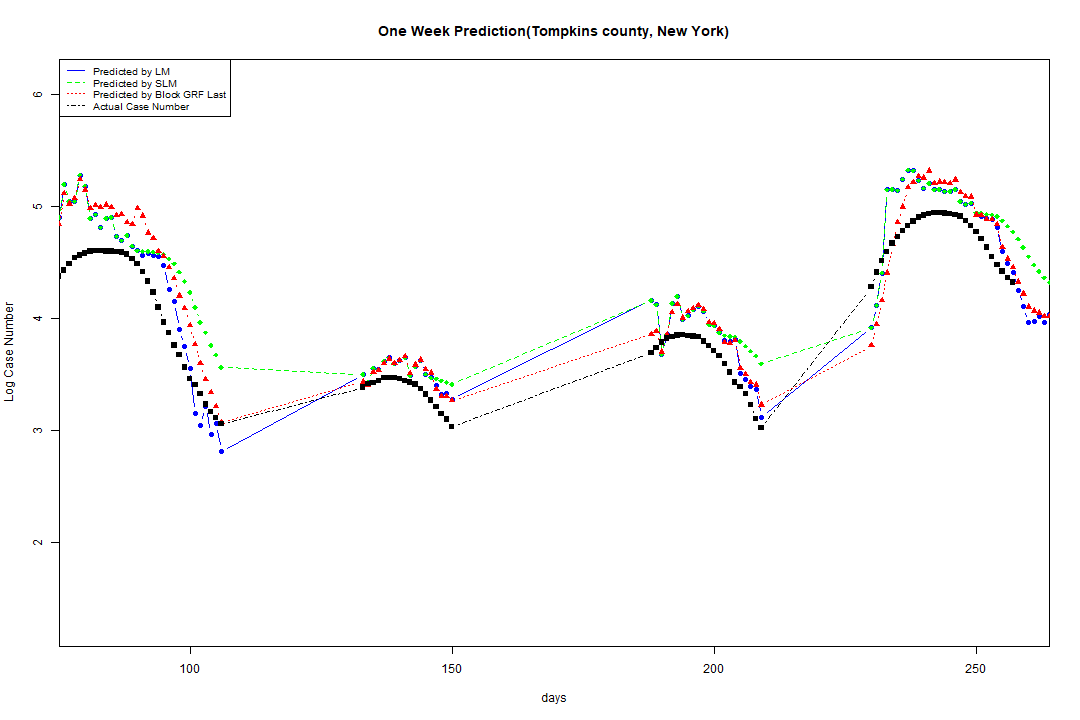 One Week Prediction(Tompkins county, New York)
Predicted by LM
Predicted by SLM
Predicted by Block GRF Last
Actual Case Number
Log Case Number
6
5
4
3
2
100 150 200 250
days